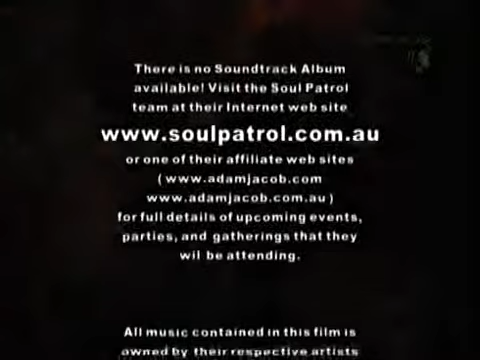 There is no Soundtrack Album
available! Visit the Soul Patrol
team at their Internet web site
www.soulpatrol.com.au
or one of their affiliate web sites
( www.adamjacob.com
www.adamjacob.com.au )
for full details of upcoming events,
parties, and gatherings that they
wil be attending.
All music contained in this film is
owned by their respective artists